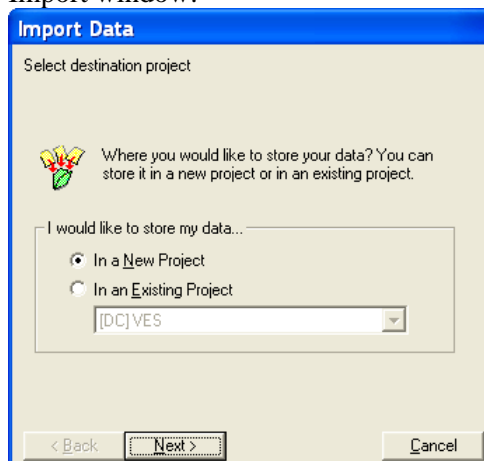 Import window.
Import Data
Select destination project
Where you would like to store your data? You can
store it in a new project or in an existing project.
I would like to store my data...
In a New Project
In an Existing Project
[DC] VES
< Back Next > Cancel